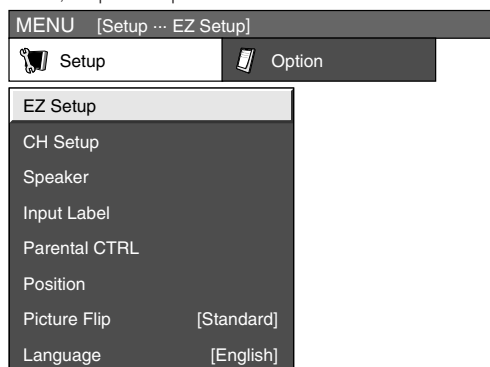 MENU [Setup ··· EZ Setup]
Setup Option
EZ Setup
CH Setup
Speaker
Input Label
Parental CTRL
Position
Picture Flip [Standard]
Language [English]